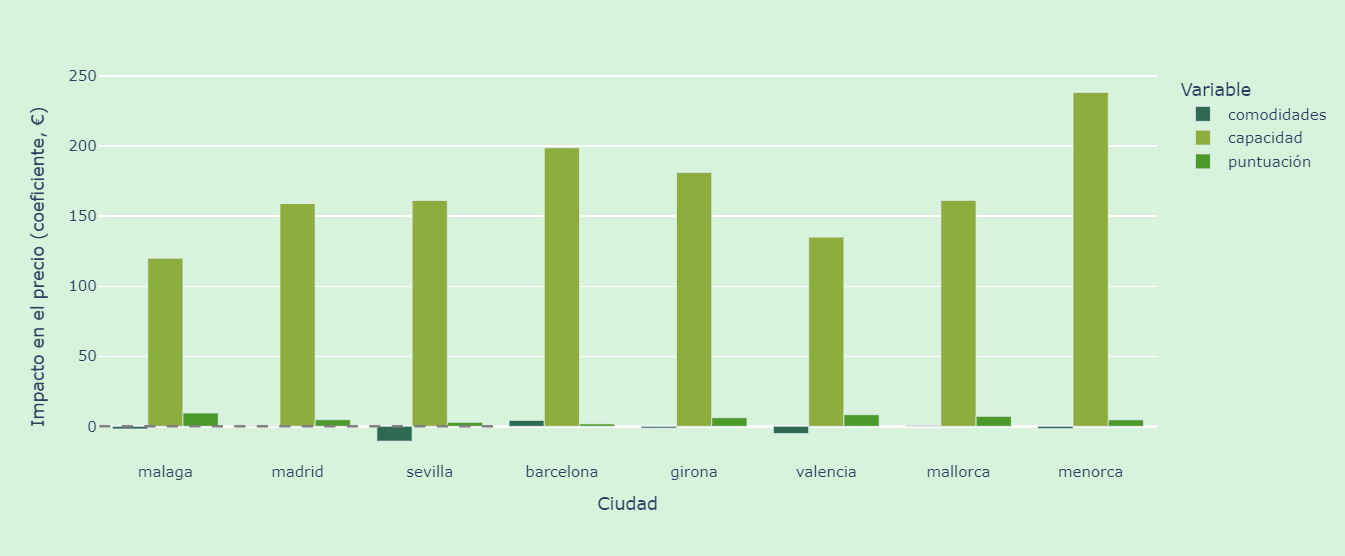 Impacto en el precio (coeficiente, €)
250
200
150
100
50
0
malaga madrid sevilla barcelona girona valencia mallorca menorca
Ciudad
Variable
comodidades
capacidad
puntuación